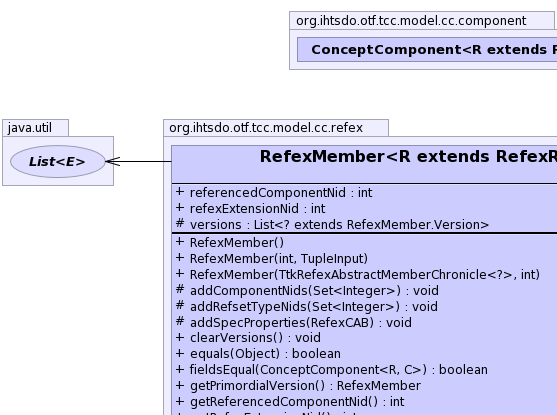 org.ihtsdo.otf.tcc.model.cc.component
ConceptComponent<R extends R
java.util
List<E>
org.ihtsdo.otf.tcc.model.cc.refex
RefexMember<R extends RefexR
+ referencedComponentNid : int
+ refexExtensionNid : int
# versions : List<? extends RefexMember.Version>
+ RefexMember()
+ RefexMember(int, TupleInput)
+ RefexMember(TtkRefexAbstractMemberChronicle<?>, int)
# addComponentNids(Set<Integer>) : void
# addRefsetTypeNids(Set<Integer>) : void
# addSpecProperties(RefexCAB) : void
+ clearVersions() : void
+ equals(Object) : boolean
+ fieldsEqual(ConceptComponent<R, C>) : boolean
+ getPrimordialVersion() : RefexMember
+ getReferencedComponentNid() : int